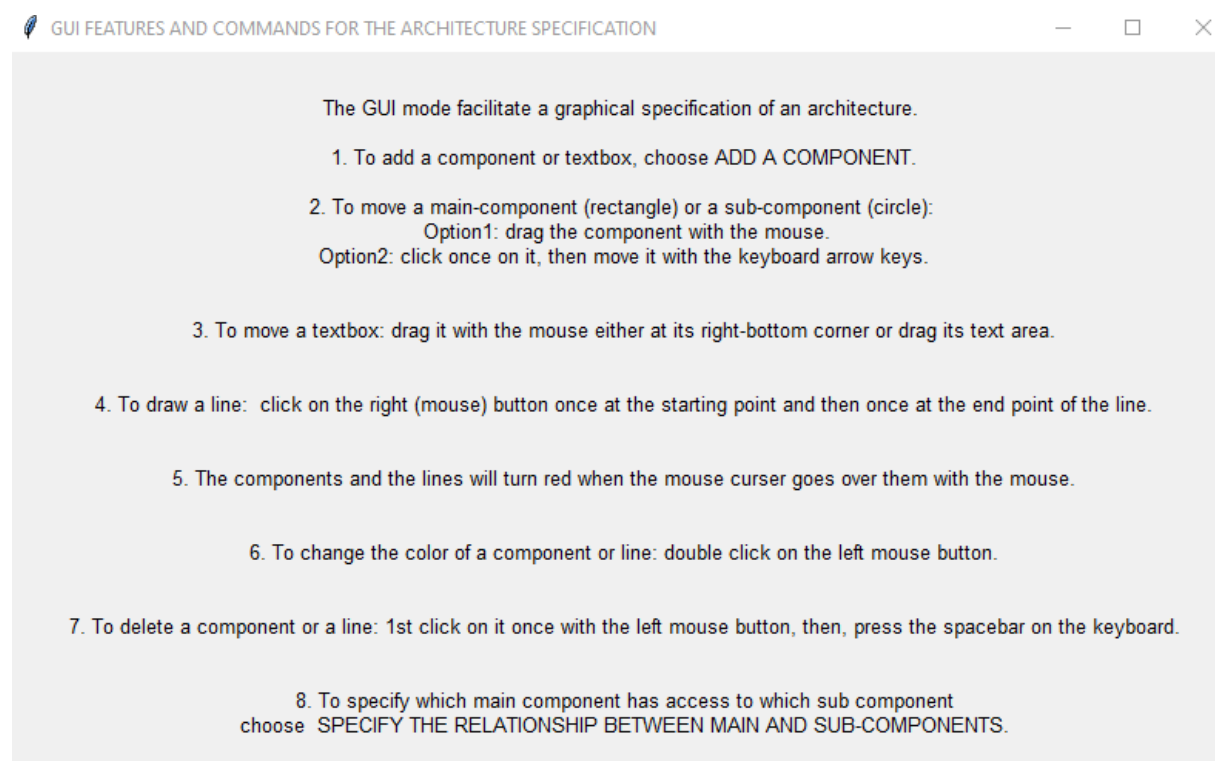 GUI FEATURES AND COMMANDS FOR THE ARCHITECTURE SPECIFICATION
The GUI mode facilitate a graphical specification of an architecture.
1. To add a component or textbox, choose ADD A COMPONENT.
2. To move a main-component (rectangle) or a sub-component (circle):
Option1: drag the component with the mouse.
Option2: click once on it, then move it with the keyboard arrow keys.
3. To move a textbox: drag it with the mouse either at its right-bottom corner or drag its text area.
4. To draw a line:  click on the right (mouse) button once at the starting point and then once at the end point of the line.
5. The components and the lines will turn red when the mouse curser goes over them with the mouse.
6. To change the color of a component or line: double click on the left mouse button.
7. To delete a component or a line: 1st click on it once with the left mouse button, then, press the spacebar on the keyboard.
8. To specify which main component has access to which sub component
choose  SPECIFY THE RELATIONSHIP BETWEEN MAIN AND SUB-COMPONENTS.